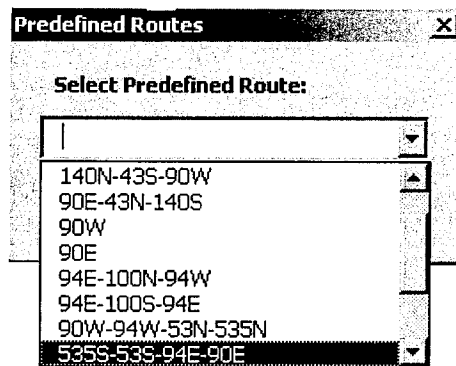 Predefined Routes
Select Predefined Route:
140N-43S-90W
90E-43N-140S
90W
90E
94E-100N-94W
94E-100S-94E
90W-94W-53N-535N
535S-53S-94E-90E